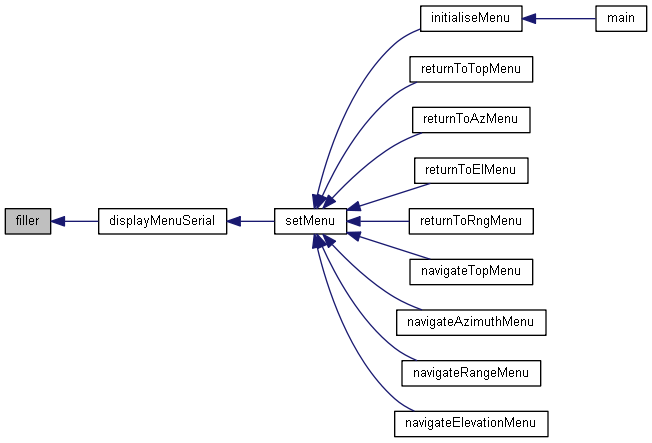 initialiseMenu
main
returnToTopMenu
returnToAzMenu
returnToElMenu
filler
displayMenuSerial
setMenu
returnToRngMenu
navigateTopMenu
navigateAzimuthMenu
navigateRangeMenu
navigateElevationMenu